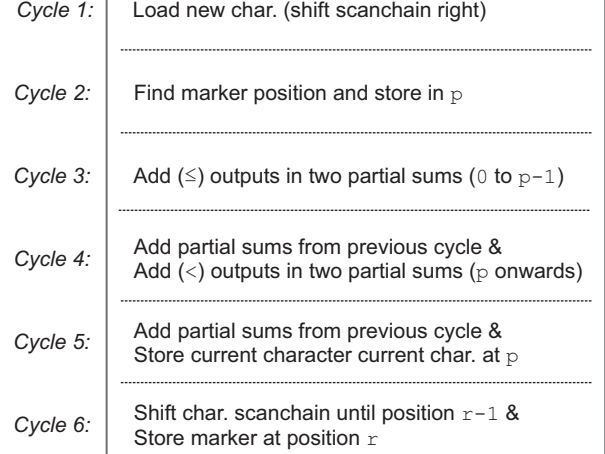 Cycle 1: Load new char. (shift scanchain right)
Cycle 2: Find marker position and store in p
Cycle 3: Add (≤) outputs in two partial sums (0 to p-1)
Cycle 4: Add partial sums from previous cycle &
Add (<) outputs in two partial sums (p onwards)
Cycle 5: Add partial sums from previous cycle &
Store current character current char. at p
Cycle 6: Shift char. scanchain until position r-1 &
Store marker at position r